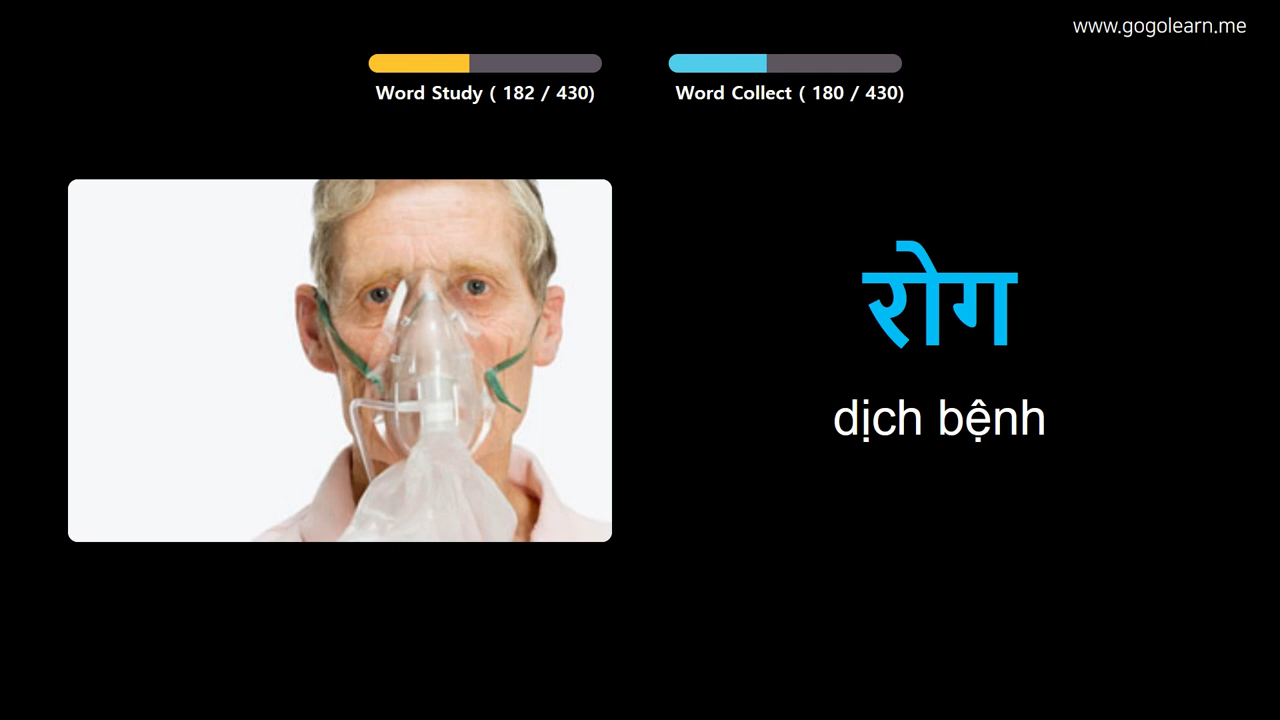 www.gogolearn.me
Word Study ( 182 / 430)
Word Collect ( 180 / 430)
रोग
dịch bệnh